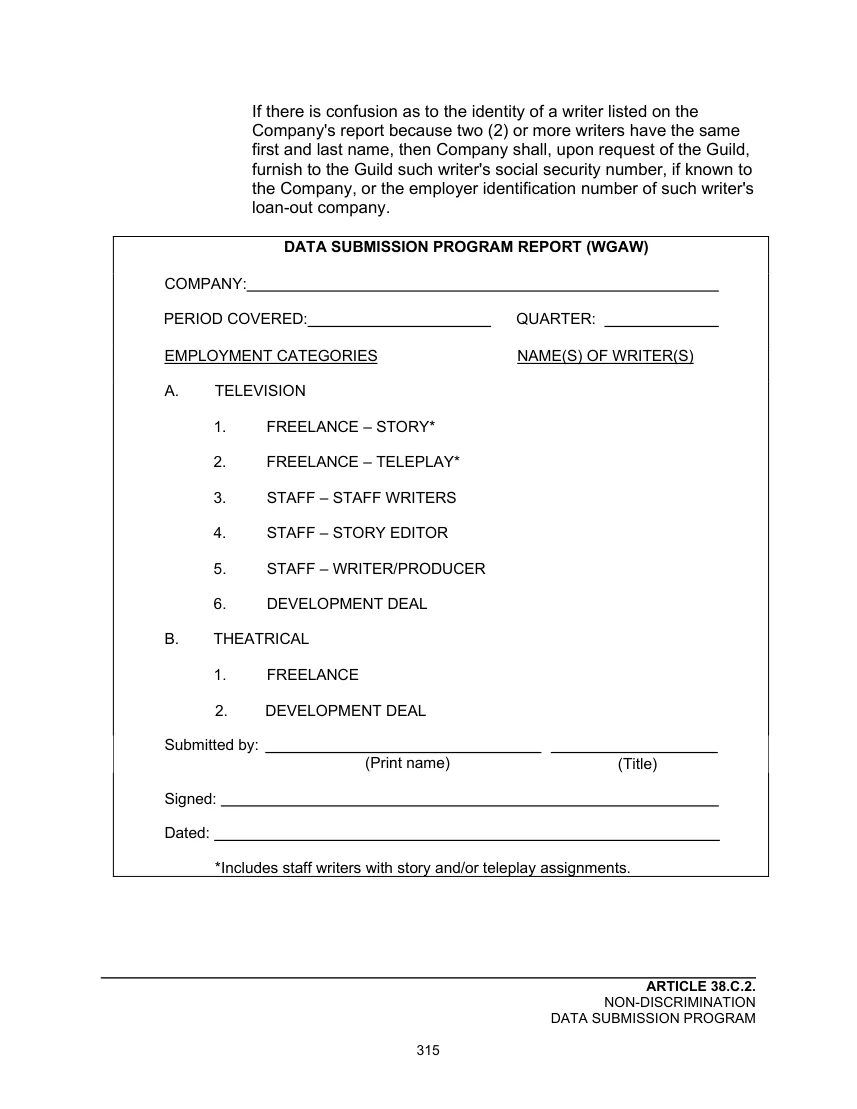 If there is confusion as to the identity of a writer listed on the
Company's report because two (2) or more writers have the same
first and last name, then Company shall, upon request of the Guild,
furnish to the Guild such writer's social security number, if known to
the Company, or the employer identification number of such writer's
loan-out company.
DATA SUBMISSION PROGRAM REPORT (WGAW)
COMPANY:
PERIOD COVERED: QUARTER:
EMPLOYMENT CATEGORIES NAME(S) OF WRITER(S)
A. TELEVISION
1. FREELANCE – STORY*
2. FREELANCE – TELEPLAY*
3. STAFF – STAFF WRITERS
4. STAFF – STORY EDITOR
5. STAFF – WRITER/PRODUCER
6. DEVELOPMENT DEAL
B. THEATRICAL
1. FREELANCE
2. DEVELOPMENT DEAL
Submitted by:
(Print name) (Title)
Signed:
Dated:
*Includes staff writers with story and/or teleplay assignments.
ARTICLE 38.C.2.
NON-DISCRIMINATION
DATA SUBMISSION PROGRAM
315